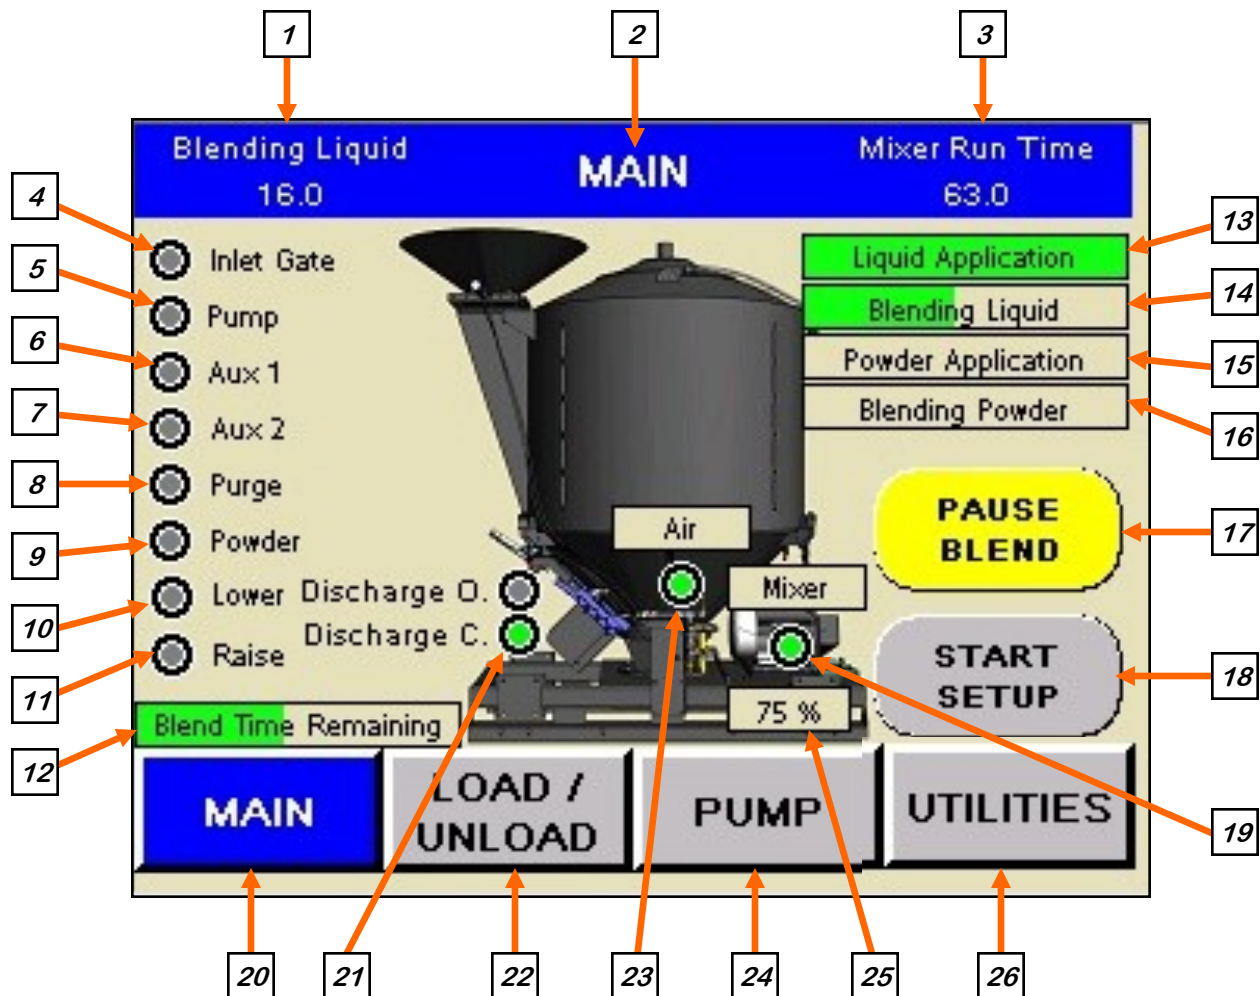 1
2
3
Blending Liquid
16.0
MAIN
Mixer Run Time
63.0
4
Inlet Gate
5
Pump
6
Aux 1
7
Aux 2
8
Purge
9
Powder
10
Lower
11
Raise
Discharge O.
Discharge C.
12
Blend Time Remaining
Air
Mixer
75 %
Liquid Application
13
Blending Liquid
14
Powder Application
15
Blending Powder
16
PAUSE
BLEND
17
START
SETUP
18
19
MAIN
LOAD /
UNLOAD
PUMP
UTILITIES
20
21
22
23
24
25
26